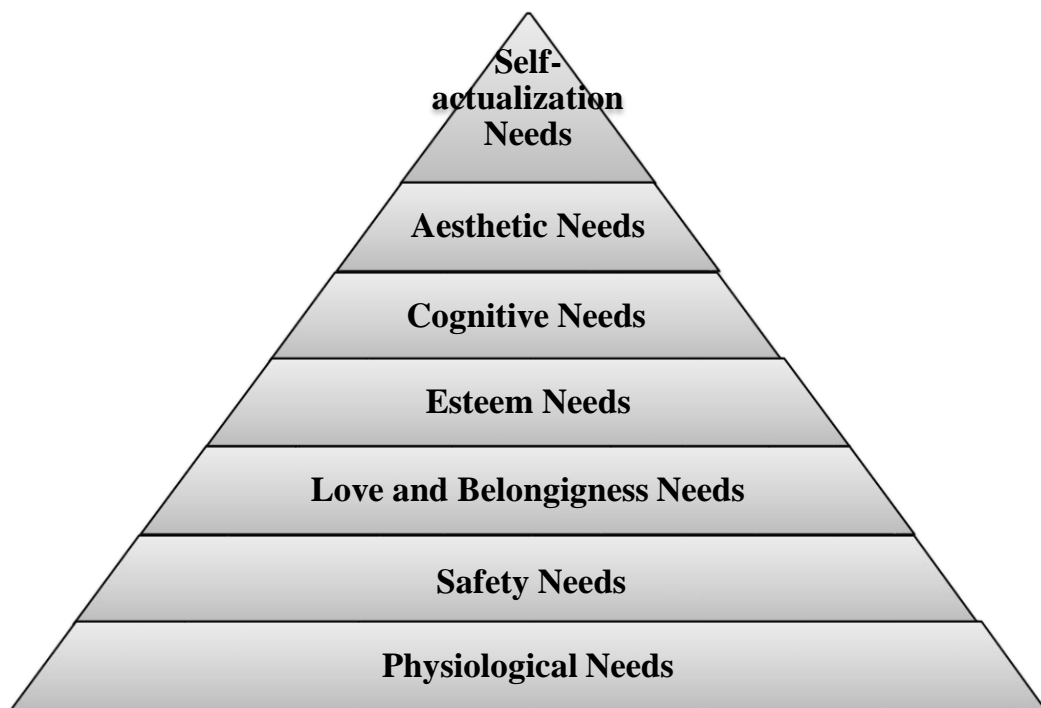 Self-
actualization
Needs
Aesthetic Needs
Cognitive Needs
Esteem Needs
Love and Belongigness Needs
Safety Needs
Physiological Needs